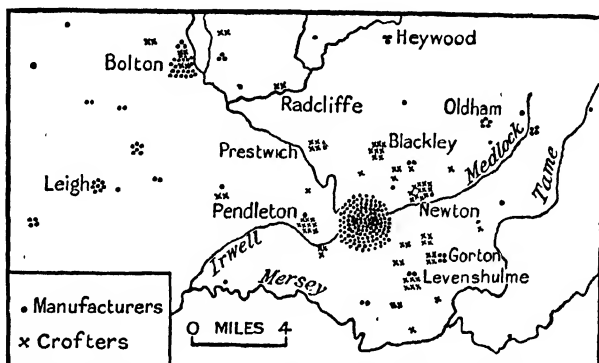 Heywood
Bolton
Radcliffe
Oldham
Prestwich
Blackley
Medlock
Tame
Leigh
Pendleton
Newton
Irwell
Gorton
Mersey
Levenshulme
• Manufacturers
× Crofters
0 MILES 4